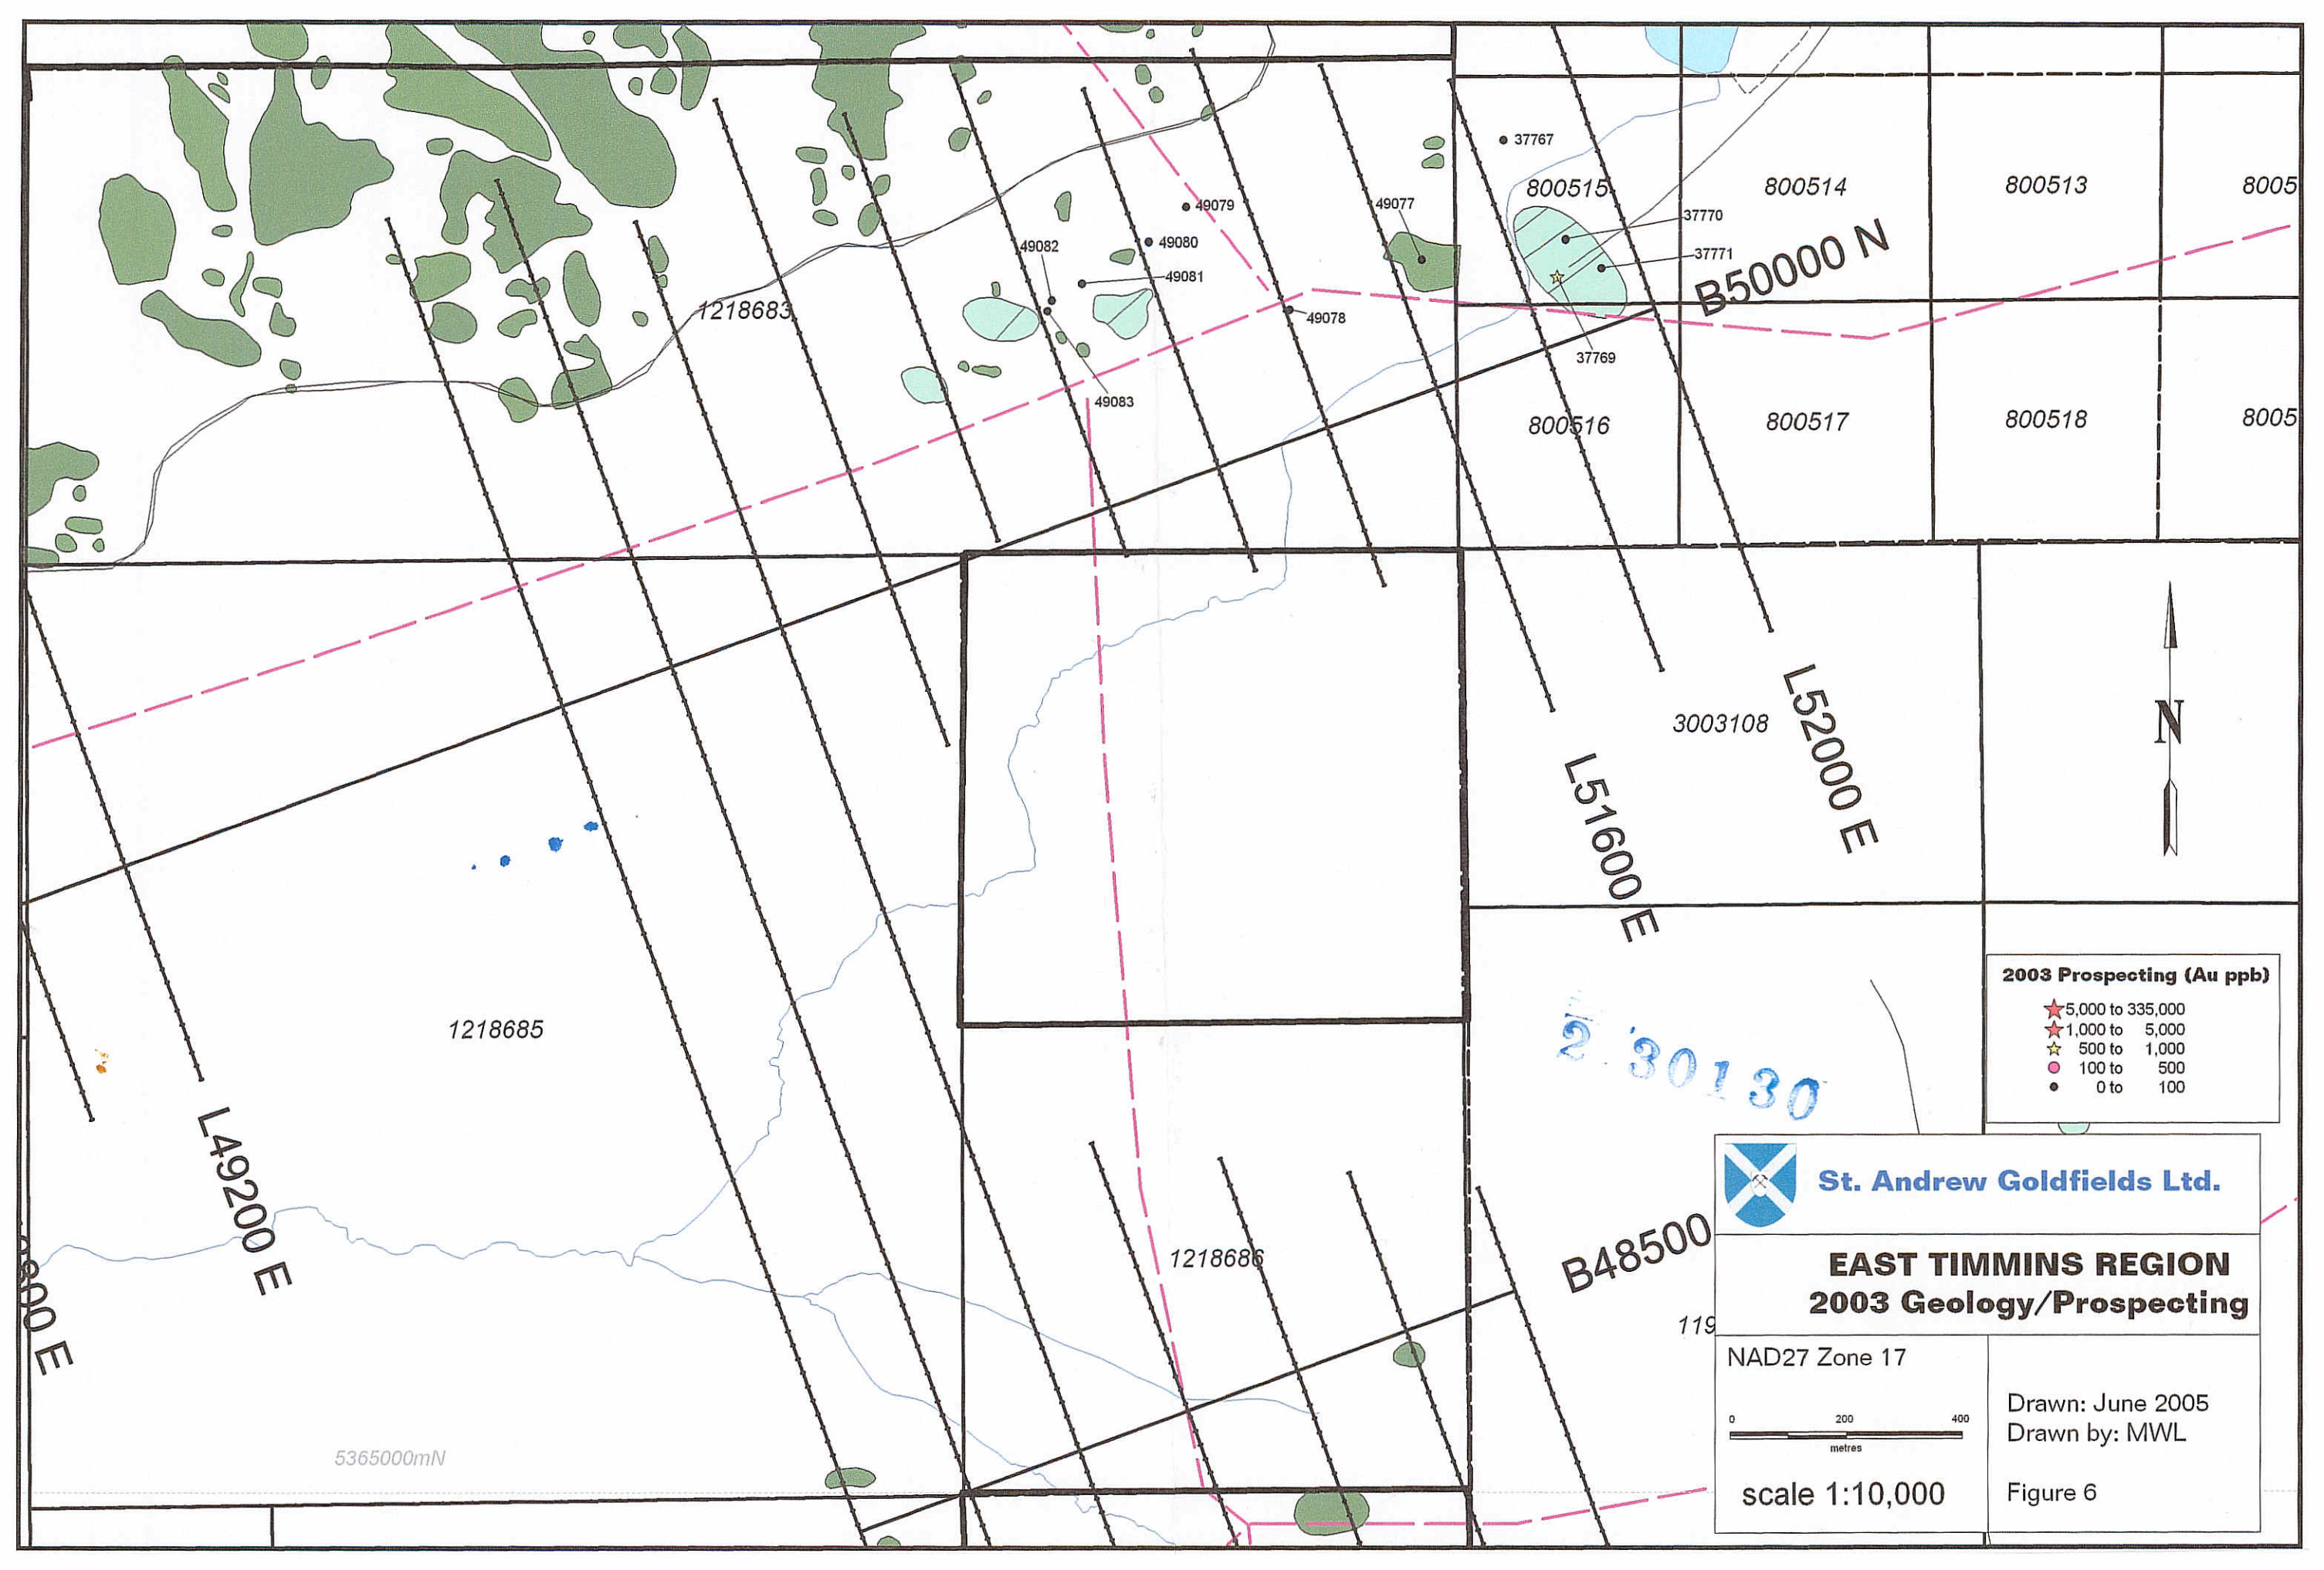 37767
800515
800514
800513
8005
49079
49077
37770
49082
49080
37771
B50000 N
49081
1218683
49078
37769
49083
800516
800517
800518
8005
N
3003108
L52000 E
L51600 E
2003 Prospecting (Au ppb)
5,000 to 335,000
1,000 to 5,000
500 to 1,000
100 to 500
0 to 100
1218685
2.30130
L49200 E
800 E
1218686
B48500
119
St. Andrew Goldfields Ltd.
EAST TIMMINS REGION
2003 Geology/Prospecting
NAD27 Zone 17
0 200 400
metres
scale 1:10,000
Drawn: June 2005
Drawn by: MWL
Figure 6
5365000mN